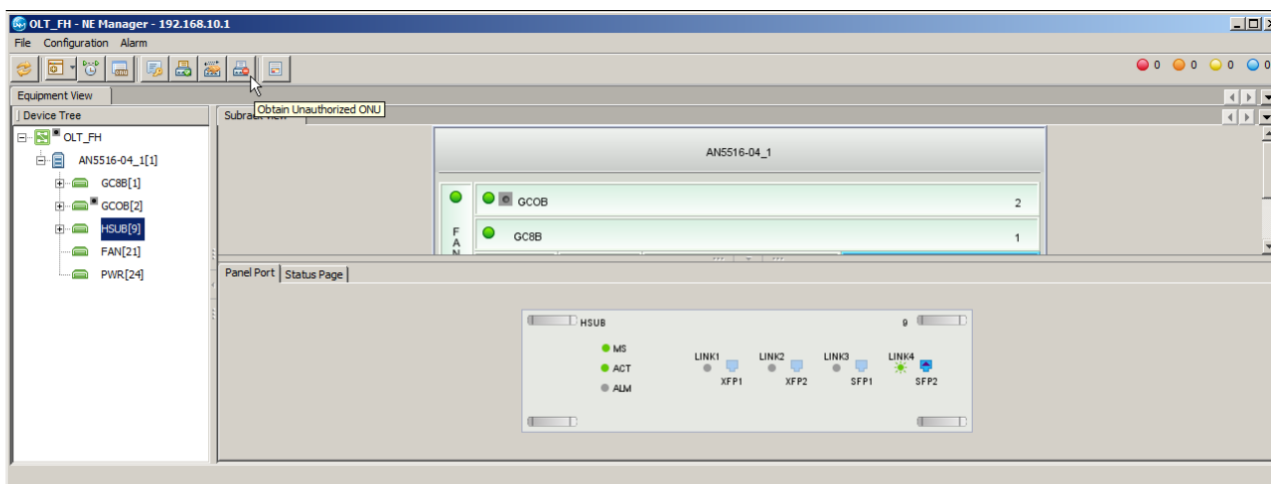 OLT_FH - NE Manager - 192.168.10.1
File Configuration Alarm
0 0 0 0
Equipment View
Obtain Unauthorized ONU
Device Tree
OLT_FH
AN5516-04_1[1]
GC8B[1]
GCOB[2]
HSUB[9]
FAN[21]
PWR[24]
AN5516-04_1
GCOB 2
GC8B 1
F
A
N
Panel Port Status Page
HSUB 9
MS
ACT
ALM
LINK1 LINK2 LINK3 LINK4
XFP1 XFP2 SFP1 SFP2